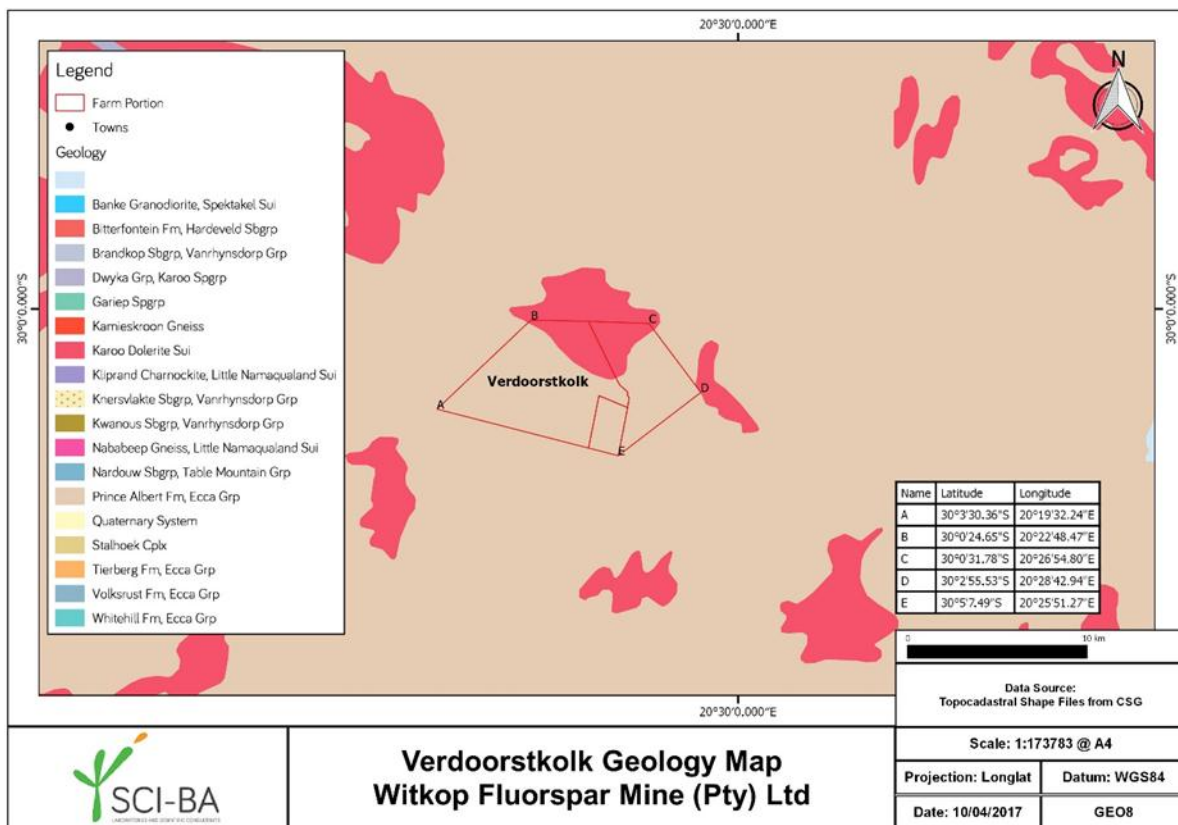 20°30'0.000"E
N
Legend
Farm Portion
Towns
Geology
Banke Granodiorite, Spektakel Sui
Bitterfontein Fm, Hardeveld Sbgrp
Brandkop Sbgrp, Vanrhynsdorp Grp
Dwyka Grp, Karoo Spgrp
Gariep Spgrp
Kamieskroon Gneiss
Karoo Dolerite Sui
Kliprand Charnockite, Little Namaqualand Sui
Knersvlakte Sbgrp, Vanrhynsdorp Grp
Kwanous Sbgrp, Vanrhynsdorp Grp
Nababeep Gneiss, Little Namaqualand Sui
Nardouw Sbgrp, Table Mountain Grp
Prince Albert Fm, Ecca Grp
Quaternary System
Stalhoek Cplx
Tierberg Fm, Ecca Grp
Volksrust Fm, Ecca Grp
Whitehill Fm, Ecca Grp
30°0'0.000"S
30°0'0.000"S
B
C
Verdoorstkolk
D
A
E
Name Latitude Longitude
A 30°3'30.36"S 20°19'32.24"E
B 30°0'24.65"S 20°22'48.47"E
C 30°0'31.78"S 20°26'54.80"E
D 30°2'55.53"S 20°28'42.94"E
E 30°5'7.49"S 20°25'51.27"E
0 10 km
20°30'0.000"E
Data Source:
Topocadastral Shape Files from CSG
Scale: 1:173783 @ A4
Projection: Longlat Datum: WGS84
Date: 10/04/2017 GEO8
SCI-BA
LABORATORIES AND SCIENTIFIC CONSULTANTS
Verdoorstkolk Geology Map
Witkop Fluorspar Mine (Pty) Ltd